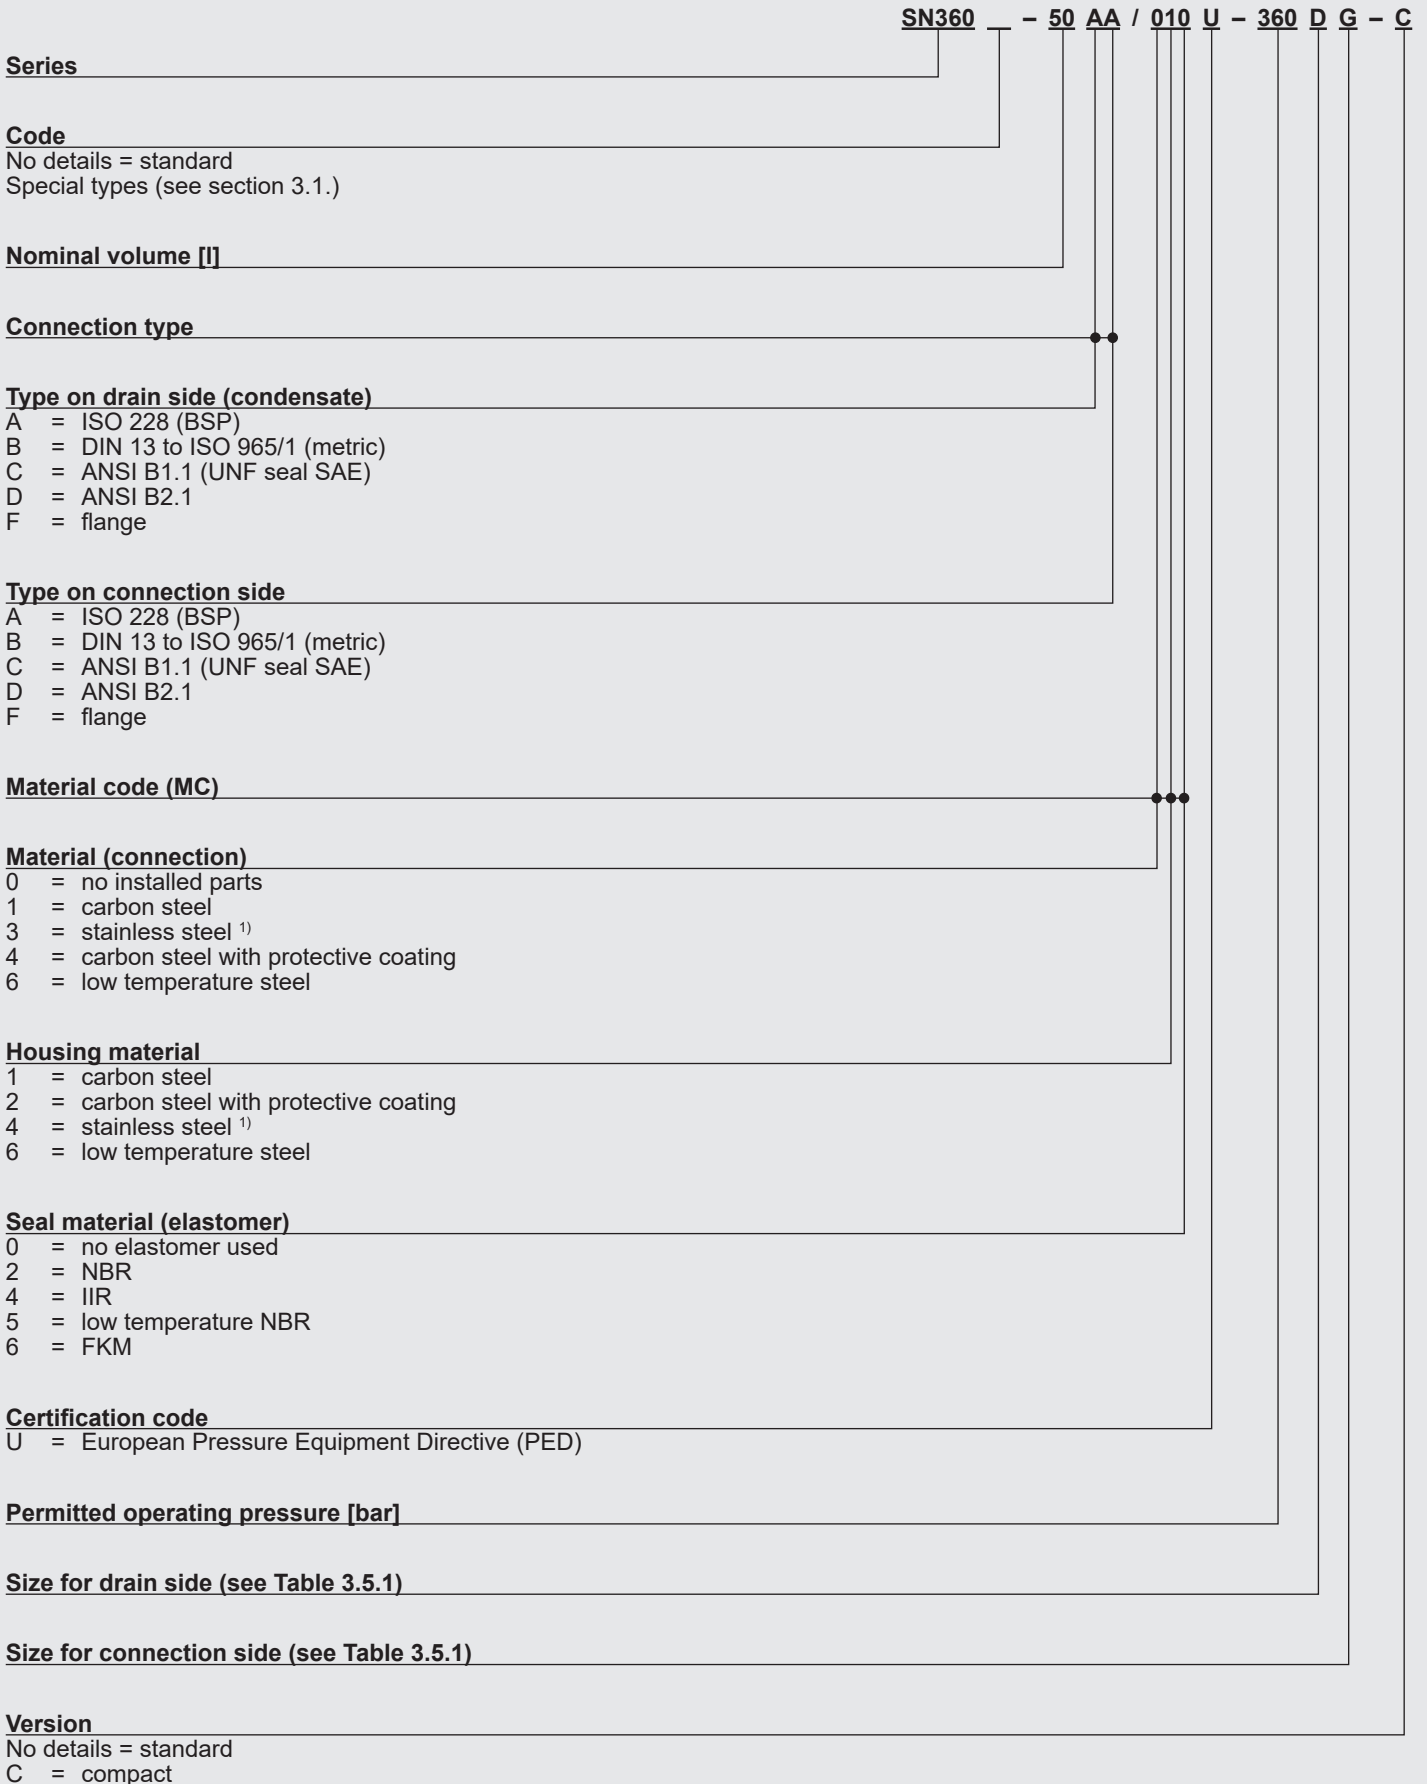 SN360 __ – 50 AA / 010 U – 360 D G – C
Series
Code
No details = standard
Special types (see section 3.1.)
Nominal volume [l]
Connection type
Type on drain side (condensate)
A = ISO 228 (BSP)
B = DIN 13 to ISO 965/1 (metric)
C = ANSI B1.1 (UNF seal SAE)
D = ANSI B2.1
F = flange
Type on connection side
A = ISO 228 (BSP)
B = DIN 13 to ISO 965/1 (metric)
C = ANSI B1.1 (UNF seal SAE)
D = ANSI B2.1
F = flange
Material code (MC)
Material (connection)
0 = no installed parts
1 = carbon steel
3 = stainless steel 1)
4 = carbon steel with protective coating
6 = low temperature steel
Housing material
1 = carbon steel
2 = carbon steel with protective coating
4 = stainless steel 1)
6 = low temperature steel
Seal material (elastomer)
0 = no elastomer used
2 = NBR
4 = IIR
5 = low temperature NBR
6 = FKM
Certification code
U = European Pressure Equipment Directive (PED)
Permitted operating pressure [bar]
Size for drain side (see Table 3.5.1)
Size for connection side (see Table 3.5.1)
Version
No details = standard
C = compact